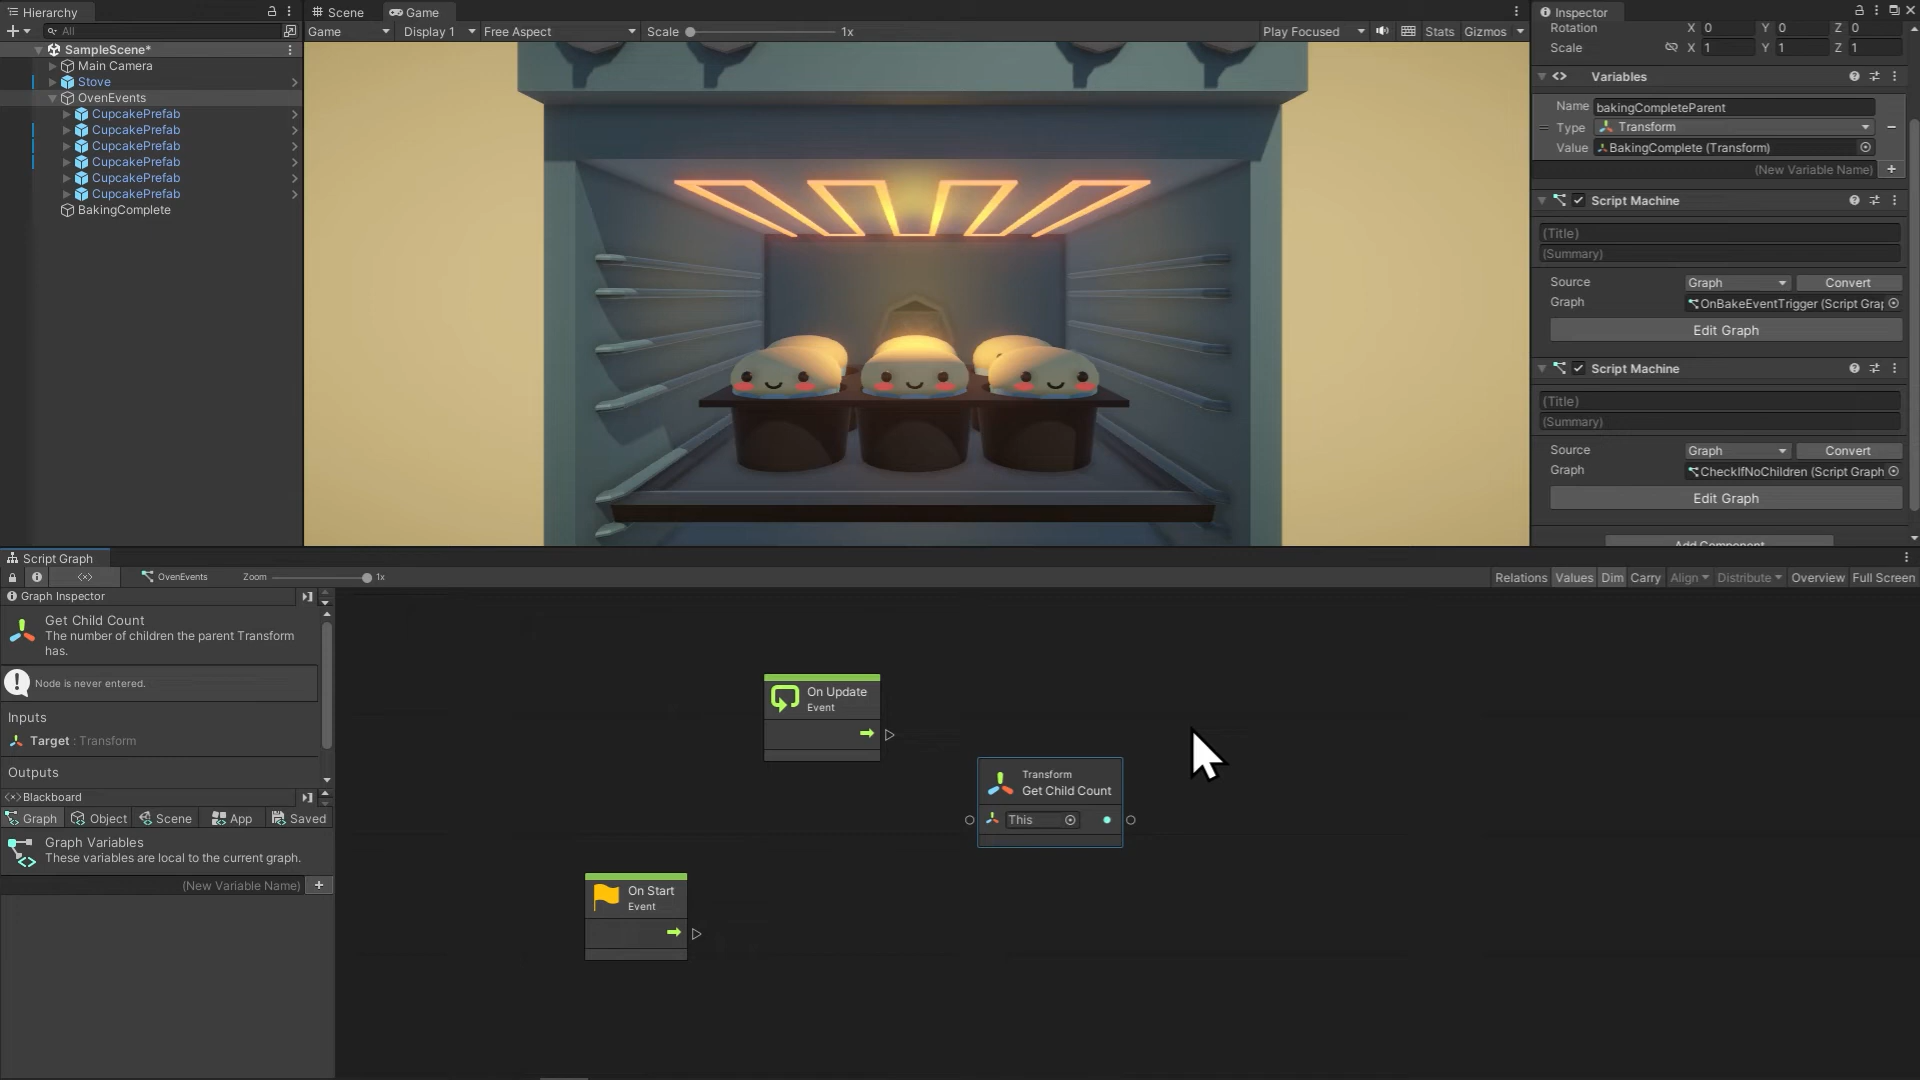 Hierarchy
All
SampleScene*
Main Camera
Stove
OvenEvents
CupcakePrefab
CupcakePrefab
CupcakePrefab
CupcakePrefab
CupcakePrefab
CupcakePrefab
BakingComplete
Scene Game
Game Display 1 Free Aspect Scale 1x Play Focused Stats Gizmos
Inspector
Rotation X 0 Y 0 Z 0
Scale X 1 Y 1 Z 1
Variables
Name bakingCompleteParent
Type Transform
Value BakingComplete (Transform)
(New Variable Name)
Script Machine
(Title)
(Summary)
Source Graph Convert
Graph OnBakeEventTrigger (Script Grap
Edit Graph
Script Machine
(Title)
(Summary)
Source Graph Convert
Graph CheckIfNoChildren (Script Graph
Edit Graph
Add Component
Script Graph
OvenEvents Zoom 1x Relations Values Dim Carry Align Distribute Overview Full Screen
Graph Inspector
Get Child Count
The number of children the parent Transform
has.
Node is never entered.
Inputs
Target : Transform
Outputs
Blackboard
Graph Object Scene App Saved
Graph Variables
These variables are local to the current graph.
(New Variable Name)
On Update
Event
Transform
Get Child Count
This
On Start
Event